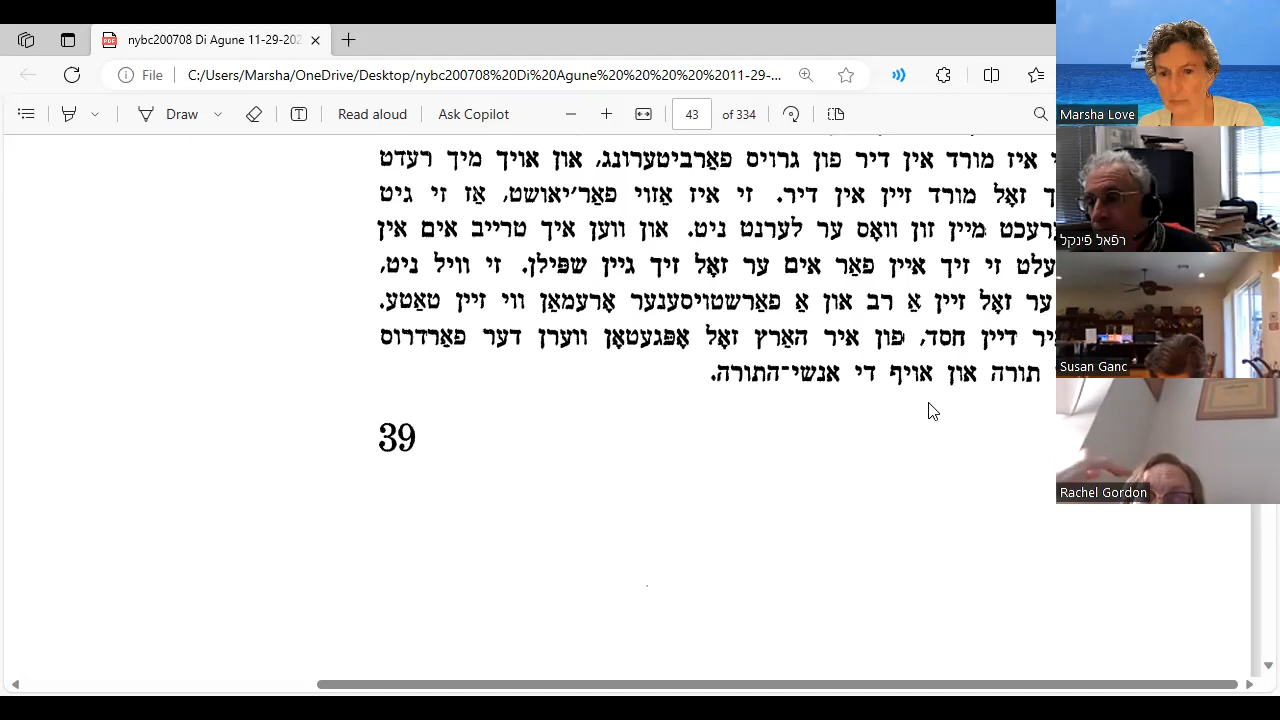 nybc200708 Di Agune 11-29-202
File
C:/Users/Marsha/OneDrive/Desktop/nybc200708%20Di%20Agune%20%20%20%20%2011-29-...
Draw
Read aloud
Ask Copilot
43 of 334
איז מורד אין דיר פון גרויס פֿאַרביטערונג, און אויך מיך רעדט
זאָל מורד זיין אין דיר. זי איז אַזוי פֿאַר׳יאושט, אַז זי גיט
מיין זון וואָס ער לערנט ניט. און ווען איך טרייב אים אין
זי זיך איין פאַר אים ער זאָל זיך גיין שפּילן. זי וויל ניט,
ער זאָל זיין אַ רב און אַ פאַרשטויסענער אָרעמאַן ווי זיין טאַטע.
דיין חסד, פון איר האַרץ זאָל אָפּגעטאָן ווערן דער פאַרדרוס
תורה און אויף די אנשי־התורה.
39
Marsha Love
רפֿאל פֿינקל
Susan Ganc
Rachel Gordon